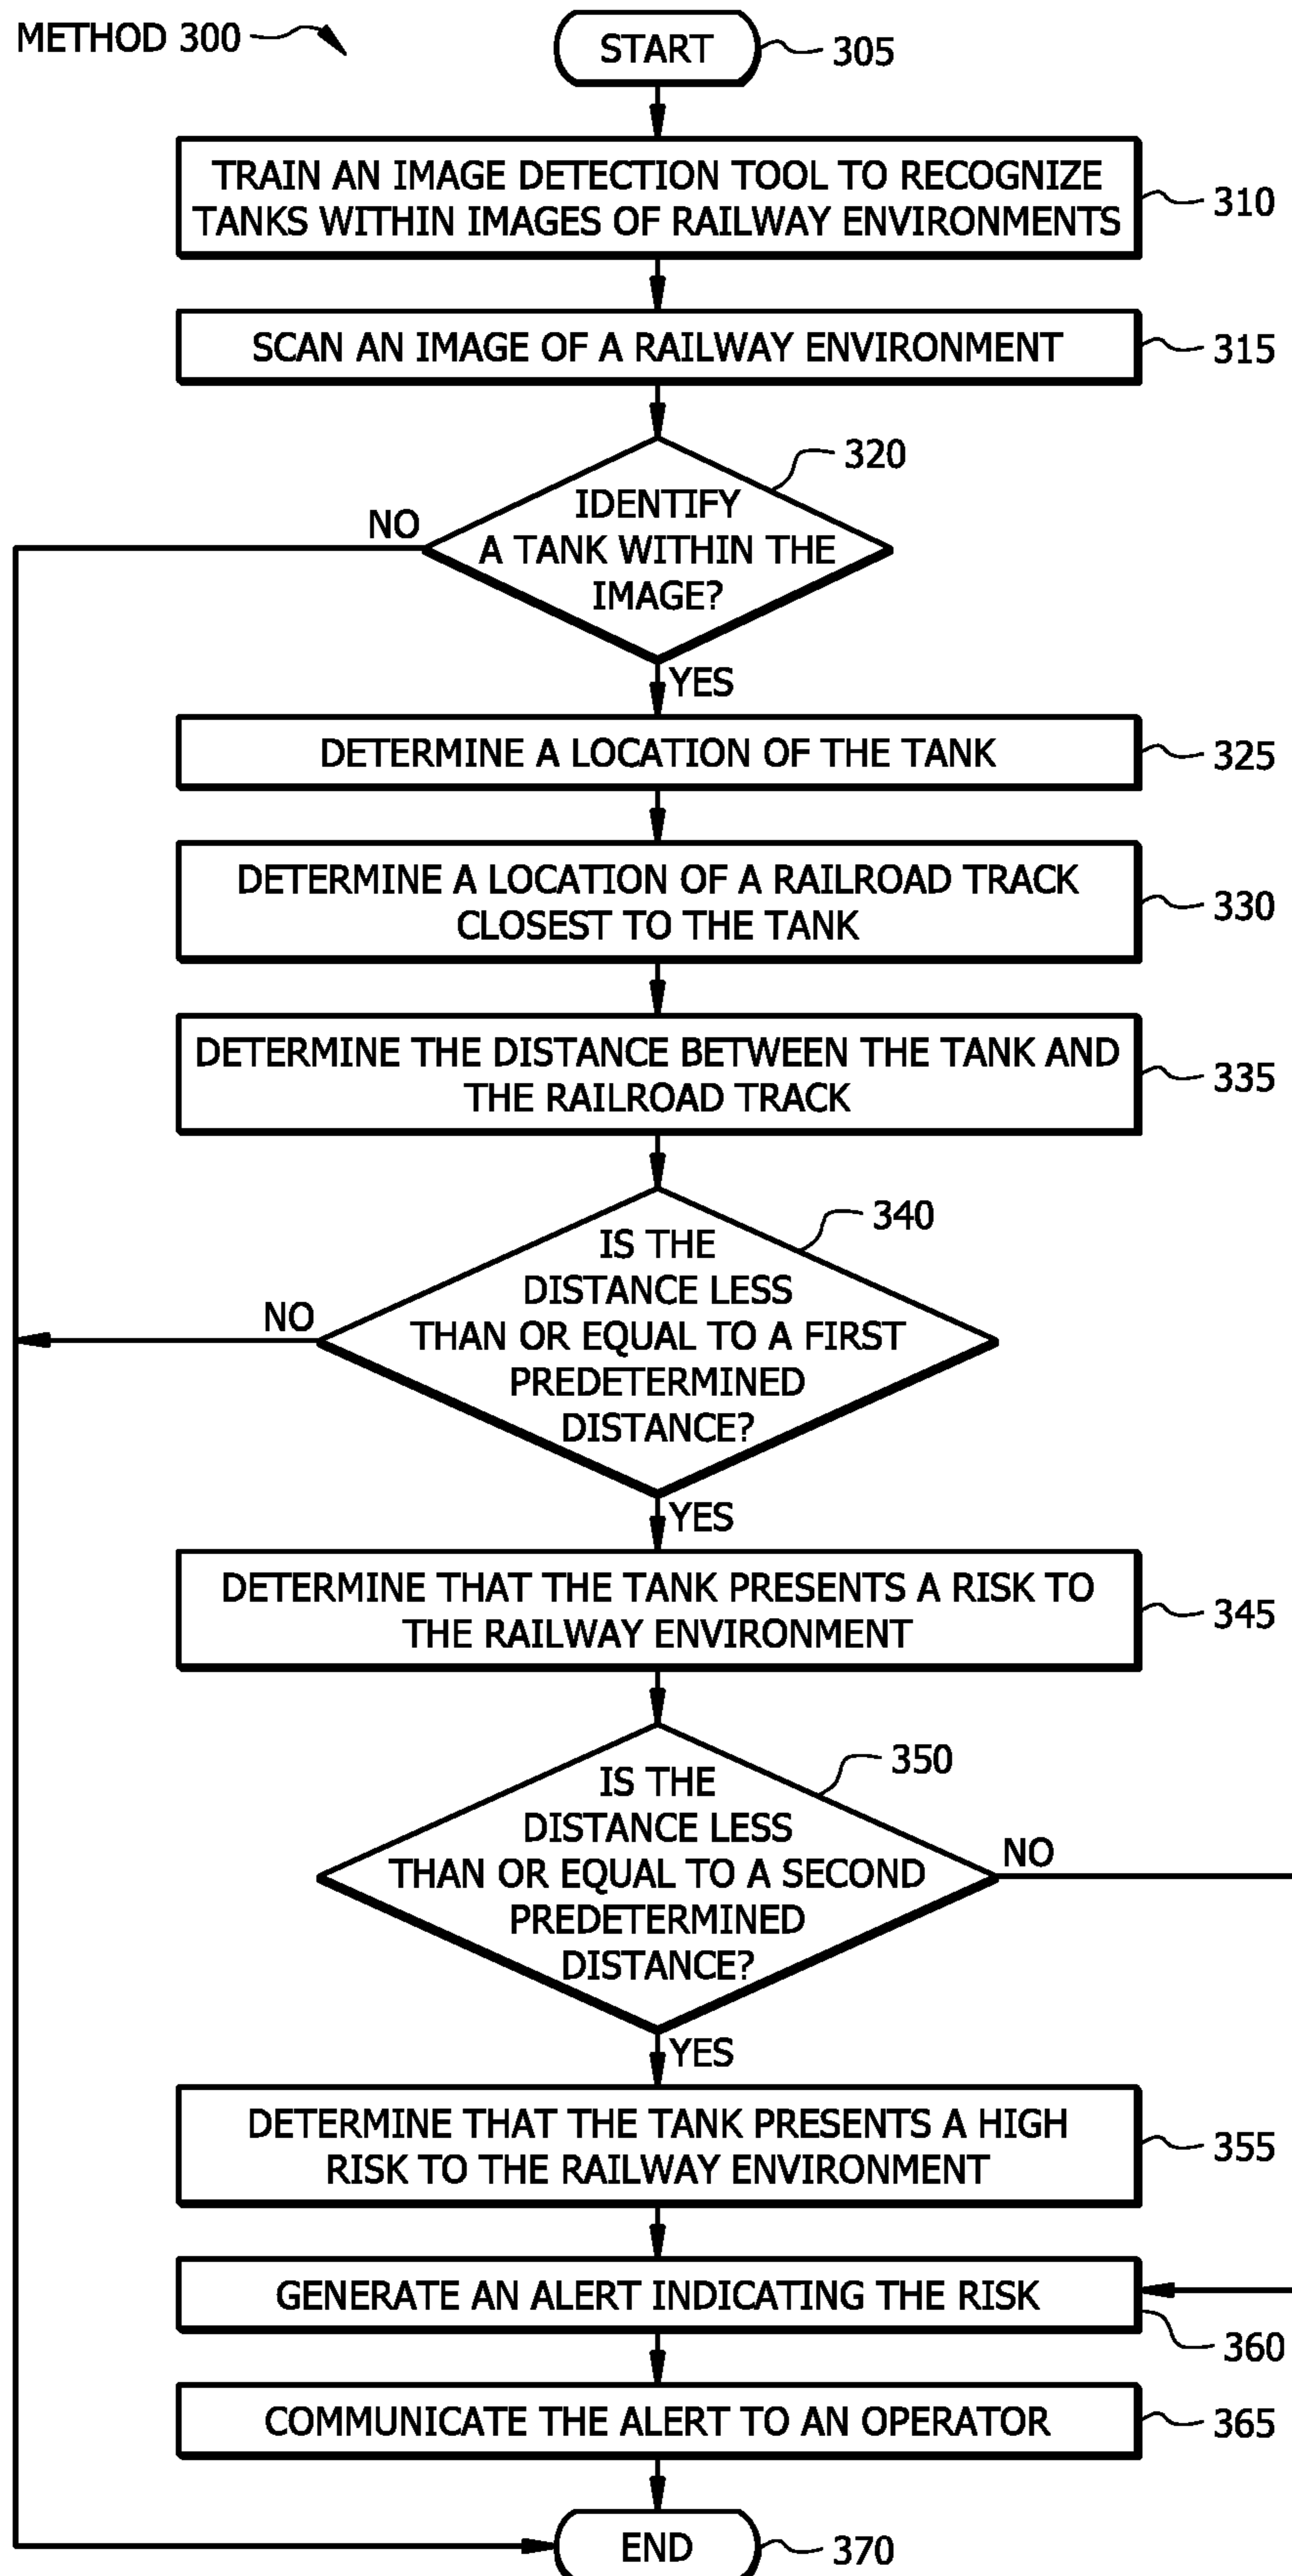 METHOD 300
START
305
TRAIN AN IMAGE DETECTION TOOL TO RECOGNIZE
TANKS WITHIN IMAGES OF RAILWAY ENVIRONMENTS
310
SCAN AN IMAGE OF A RAILWAY ENVIRONMENT
315
320
IDENTIFY
A TANK WITHIN THE
IMAGE?
NO
YES
DETERMINE A LOCATION OF THE TANK
325
DETERMINE A LOCATION OF A RAILROAD TRACK
CLOSEST TO THE TANK
330
DETERMINE THE DISTANCE BETWEEN THE TANK AND
THE RAILROAD TRACK
335
340
IS THE
DISTANCE LESS
THAN OR EQUAL TO A FIRST
PREDETERMINED
DISTANCE?
NO
YES
DETERMINE THAT THE TANK PRESENTS A RISK TO
THE RAILWAY ENVIRONMENT
345
350
IS THE
DISTANCE LESS
THAN OR EQUAL TO A SECOND
PREDETERMINED
DISTANCE?
NO
YES
DETERMINE THAT THE TANK PRESENTS A HIGH
RISK TO THE RAILWAY ENVIRONMENT
355
GENERATE AN ALERT INDICATING THE RISK
360
COMMUNICATE THE ALERT TO AN OPERATOR
365
END
370